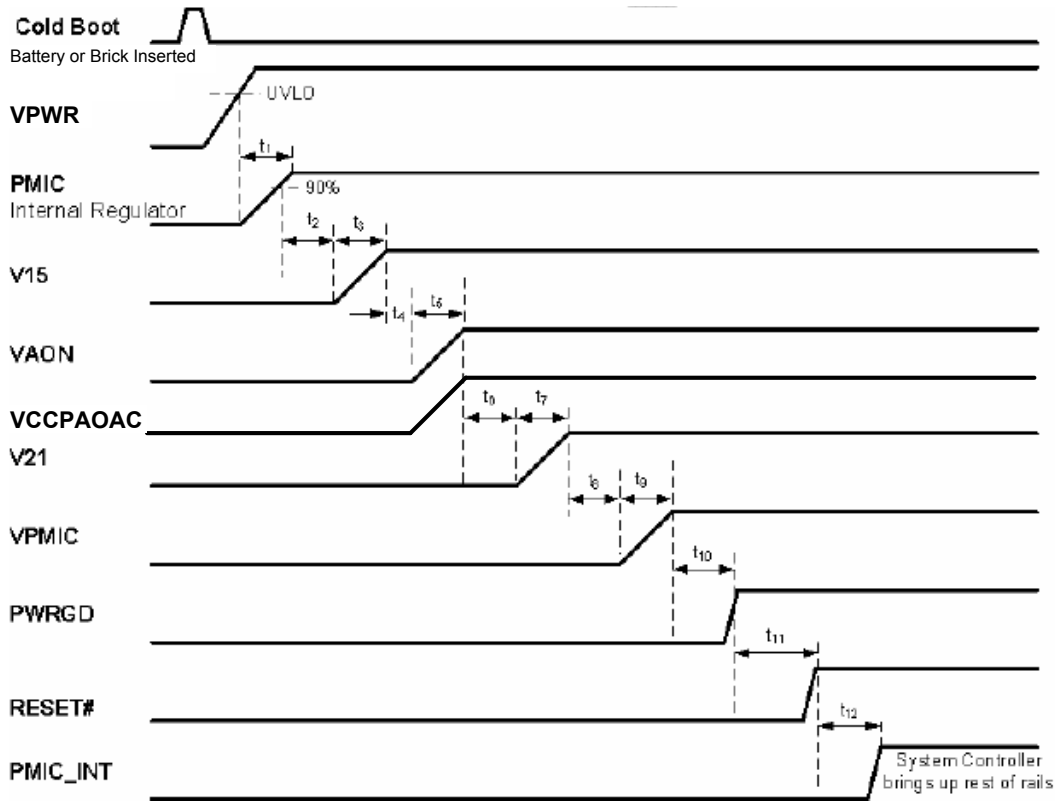 Cold Boot
Battery or Brick Inserted
UVLO
VPWR
t1
PMIC
90%
Internal Regulator
t2
t3
V15
t4
t5
VAON
VCCPAOAC
t6
t7
V21
t8
t9
VPMIC
t10
PWRGD
t11
RESET#
t12
PMIC_INT
System Controller
brings up rest of rails